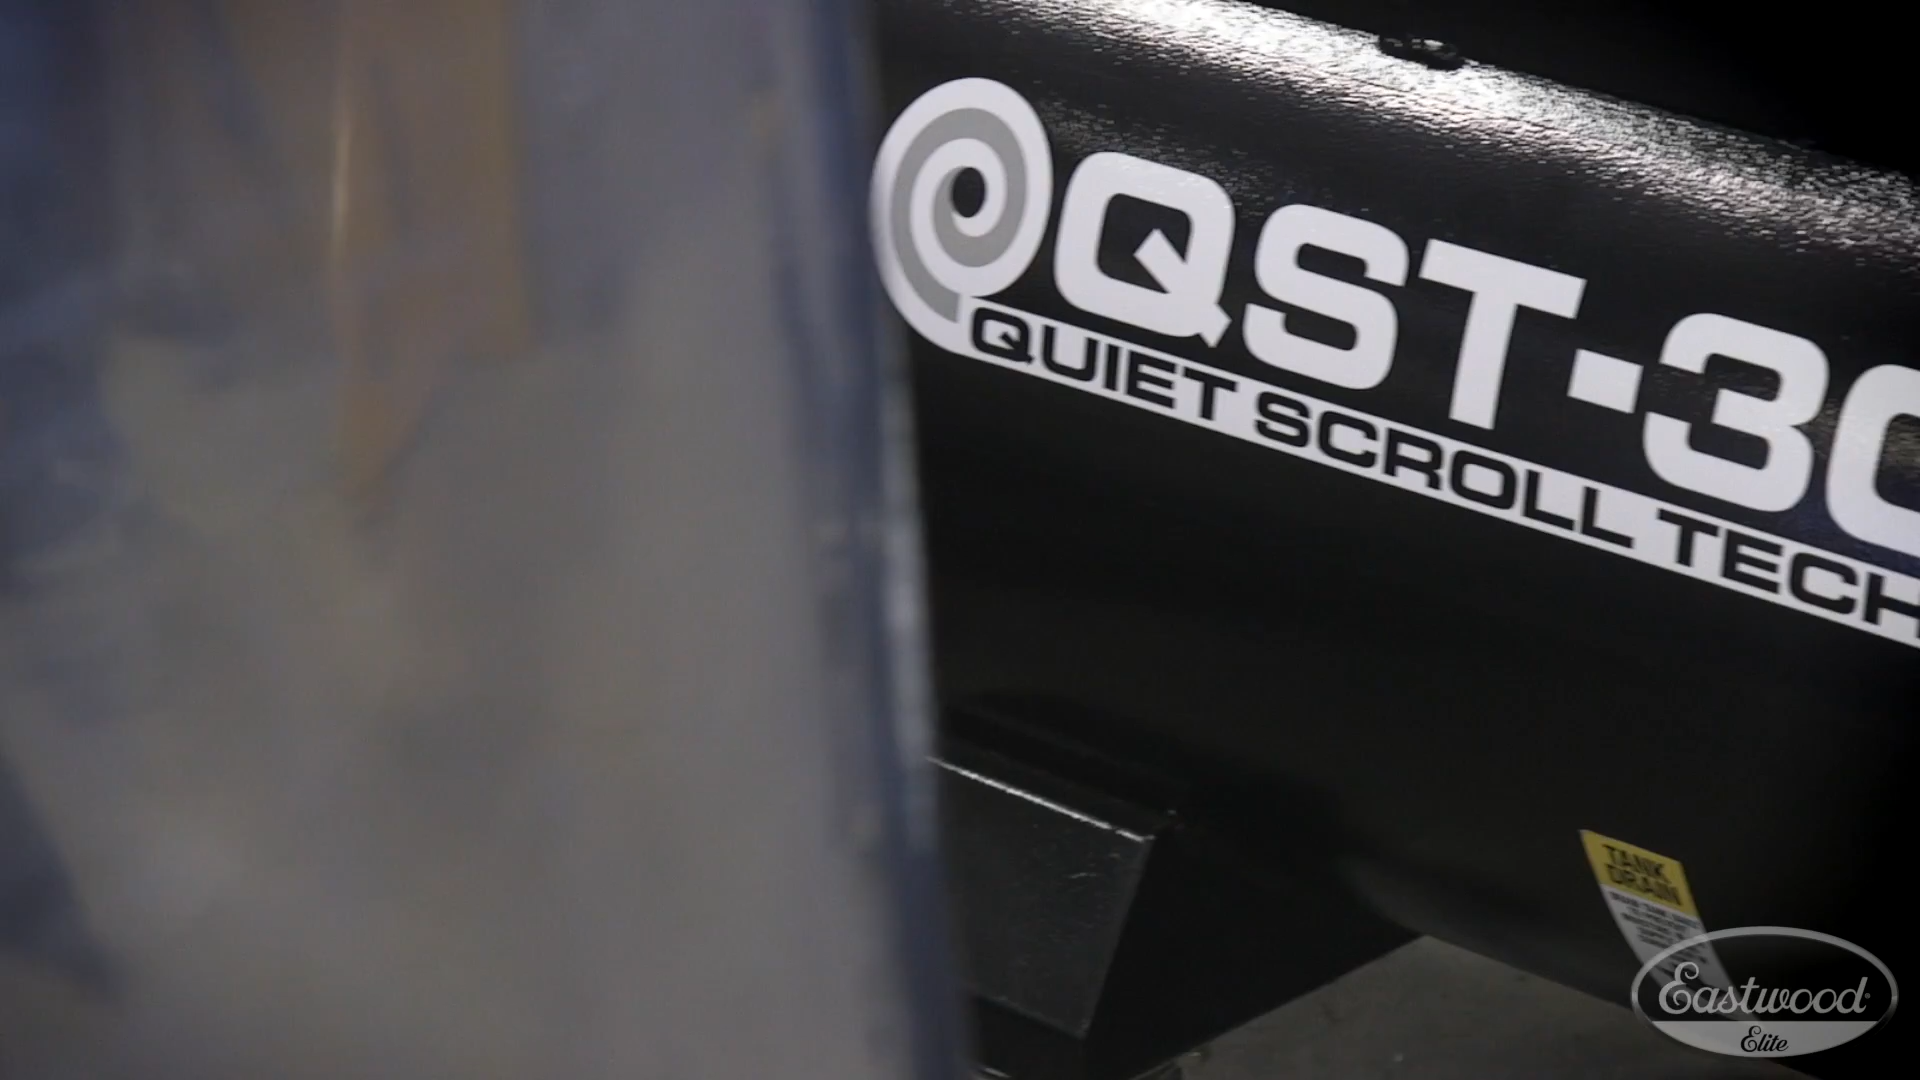 QST-30
QUIET SCROLL TECH
TANK
DRAIN
Eastwood
Elite